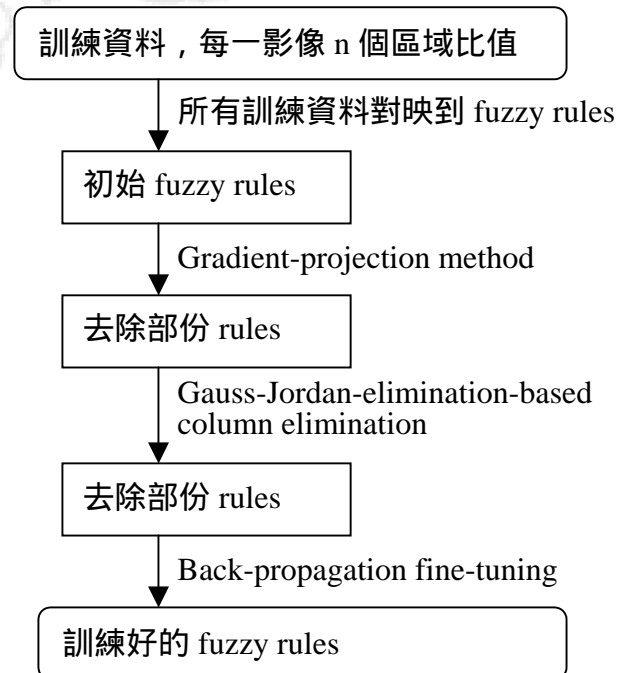 訓練資料，每一影像 n 個區域比值
所有訓練資料對映到 fuzzy rules
初始 fuzzy rules
Gradient-projection method
去除部份 rules
Gauss-Jordan-elimination-based
column elimination
去除部份 rules
Back-propagation fine-tuning
訓練好的 fuzzy rules